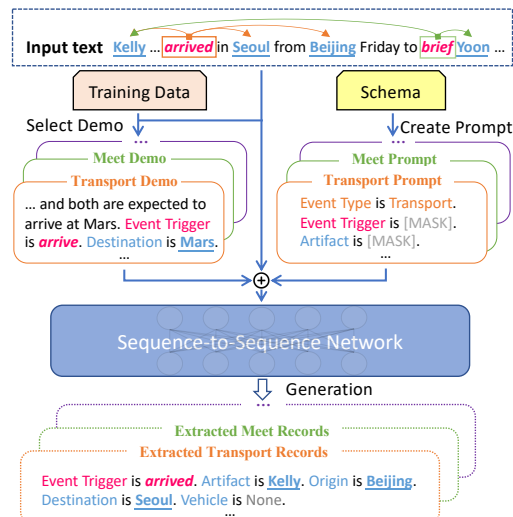 Input text Kelly ... arrived in Seoul from Beijing Friday to brief Yoon ...
Training Data
Schema
Select Demo
Create Prompt
...
...
Meet Demo
Meet Prompt
Transport Demo
Transport Prompt
... and both are expected to
arrive at Mars. Event Trigger
is arrive. Destination is Mars.
...
Event Type is Transport.
Event Trigger is [MASK].
Artifact is [MASK].
...
+
Sequence-to-Sequence Network
Generation
...
Extracted Meet Records
Extracted Transport Records
Event Trigger is arrived. Artifact is Kelly. Origin is Beijing.
Destination is Seoul. Vehicle is None.
...